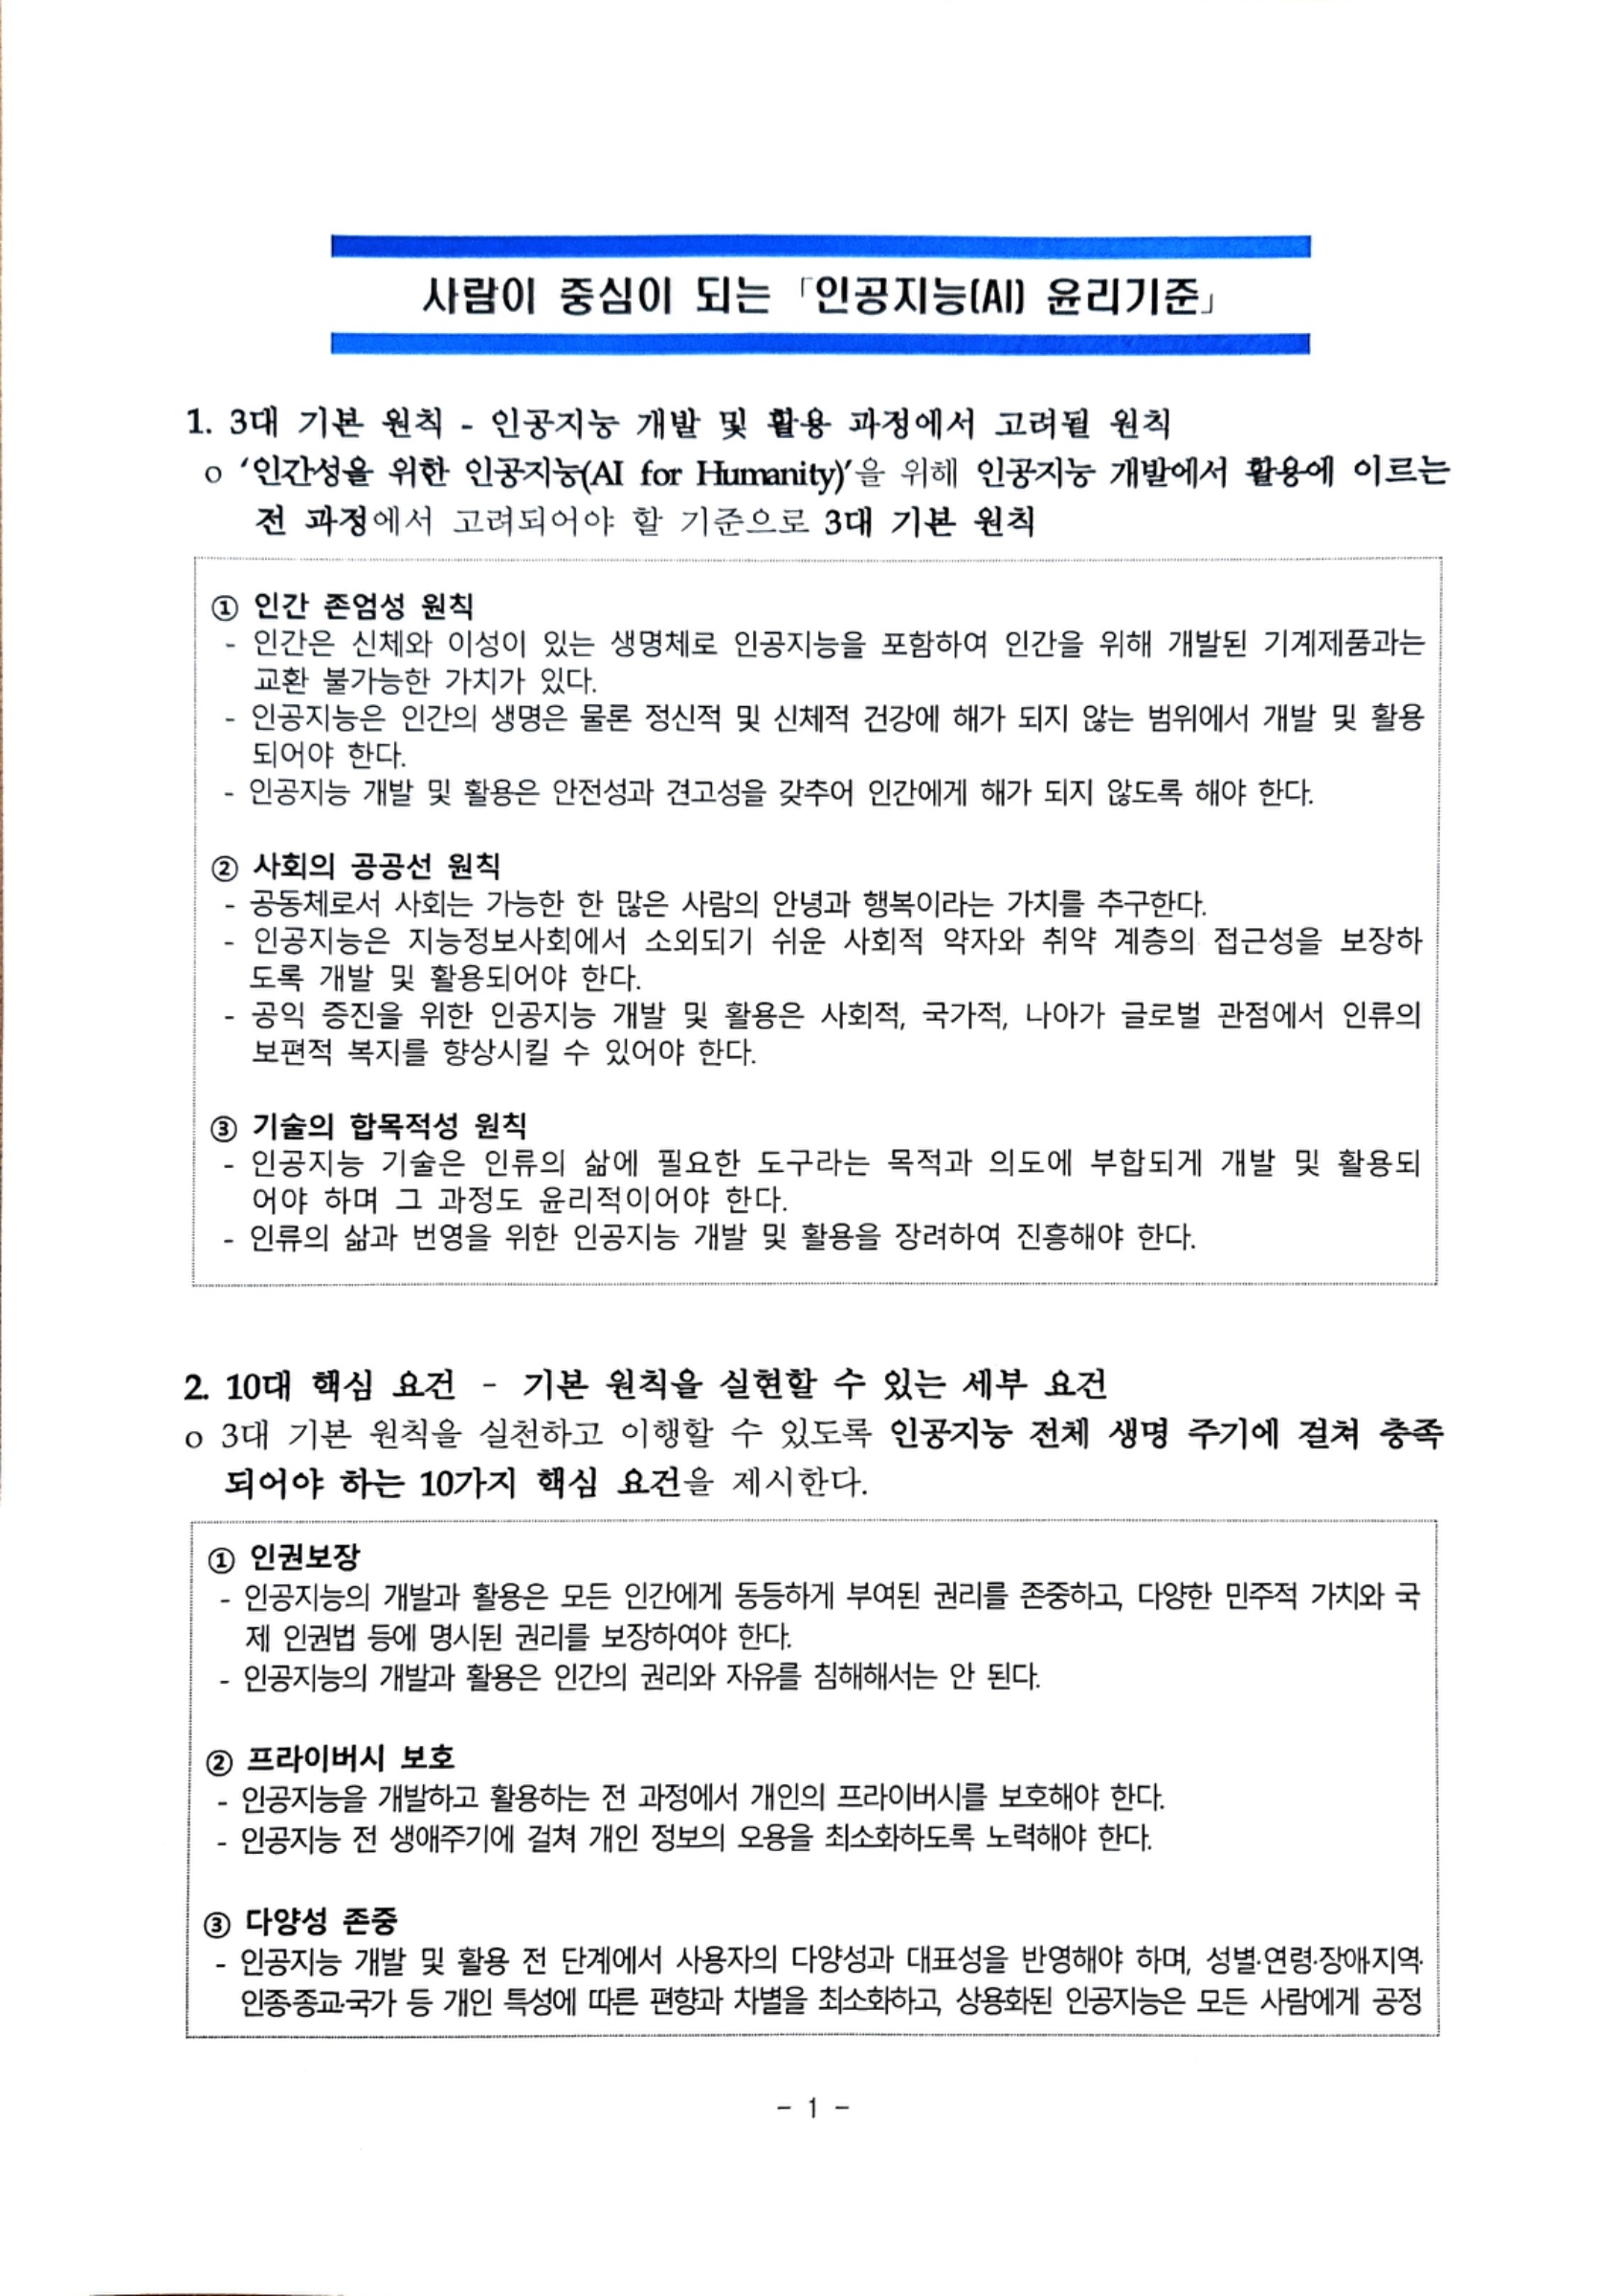 사람이 중심이 되는 「인공지능(AI) 윤리기준」
1. 3대 기본 원칙 - 인공지능 개발 및 활용 과정에서 고려될 원칙
o ‘인간성을 위한 인공지능(AI for Humanity)’을 위해 인공지능 개발에서 활용에 이르는
전 과정에서 고려되어야 할 기준으로 3대 기본 원칙
① 인간 존엄성 원칙
- 인간은 신체와 이성이 있는 생명체로 인공지능을 포함하여 인간을 위해 개발된 기계제품과는
교환 불가능한 가치가 있다.
- 인공지능은 인간의 생명은 물론 정신적 및 신체적 건강에 해가 되지 않는 범위에서 개발 및 활용
되어야 한다.
- 인공지능 개발 및 활용은 안전성과 견고성을 갖추어 인간에게 해가 되지 않도록 해야 한다.
② 사회의 공공선 원칙
- 공동체로서 사회는 가능한 한 많은 사람의 안녕과 행복이라는 가치를 추구한다.
- 인공지능은 지능정보사회에서 소외되기 쉬운 사회적 약자와 취약 계층의 접근성을 보장하
도록 개발 및 활용되어야 한다.
- 공익 증진을 위한 인공지능 개발 및 활용은 사회적, 국가적, 나아가 글로벌 관점에서 인류의
보편적 복지를 향상시킬 수 있어야 한다.
③ 기술의 합목적성 원칙
- 인공지능 기술은 인류의 삶에 필요한 도구라는 목적과 의도에 부합되게 개발 및 활용되
어야 하며 그 과정도 윤리적이어야 한다.
- 인류의 삶과 번영을 위한 인공지능 개발 및 활용을 장려하여 진흥해야 한다.
2. 10대 핵심 요건 - 기본 원칙을 실현할 수 있는 세부 요건
o 3대 기본 원칙을 실천하고 이행할 수 있도록 인공지능 전체 생명 주기에 걸쳐 충족
되어야 하는 10가지 핵심 요건을 제시한다.
① 인권보장
- 인공지능의 개발과 활용은 모든 인간에게 동등하게 부여된 권리를 존중하고, 다양한 민주적 가치와 국
제 인권법 등에 명시된 권리를 보장하여야 한다.
- 인공지능의 개발과 활용은 인간의 권리와 자유를 침해해서는 안 된다.
② 프라이버시 보호
- 인공지능을 개발하고 활용하는 전 과정에서 개인의 프라이버시를 보호해야 한다.
- 인공지능 전 생애주기에 걸쳐 개인 정보의 오용을 최소화하도록 노력해야 한다.
③ 다양성 존중
- 인공지능 개발 및 활용 전 단계에서 사용자의 다양성과 대표성을 반영해야 하며, 성별·연령·장애·지역·
인종·종교·국가 등 개인 특성에 따른 편향과 차별을 최소화하고, 상용화된 인공지능은 모든 사람에게 공정
- 1 -